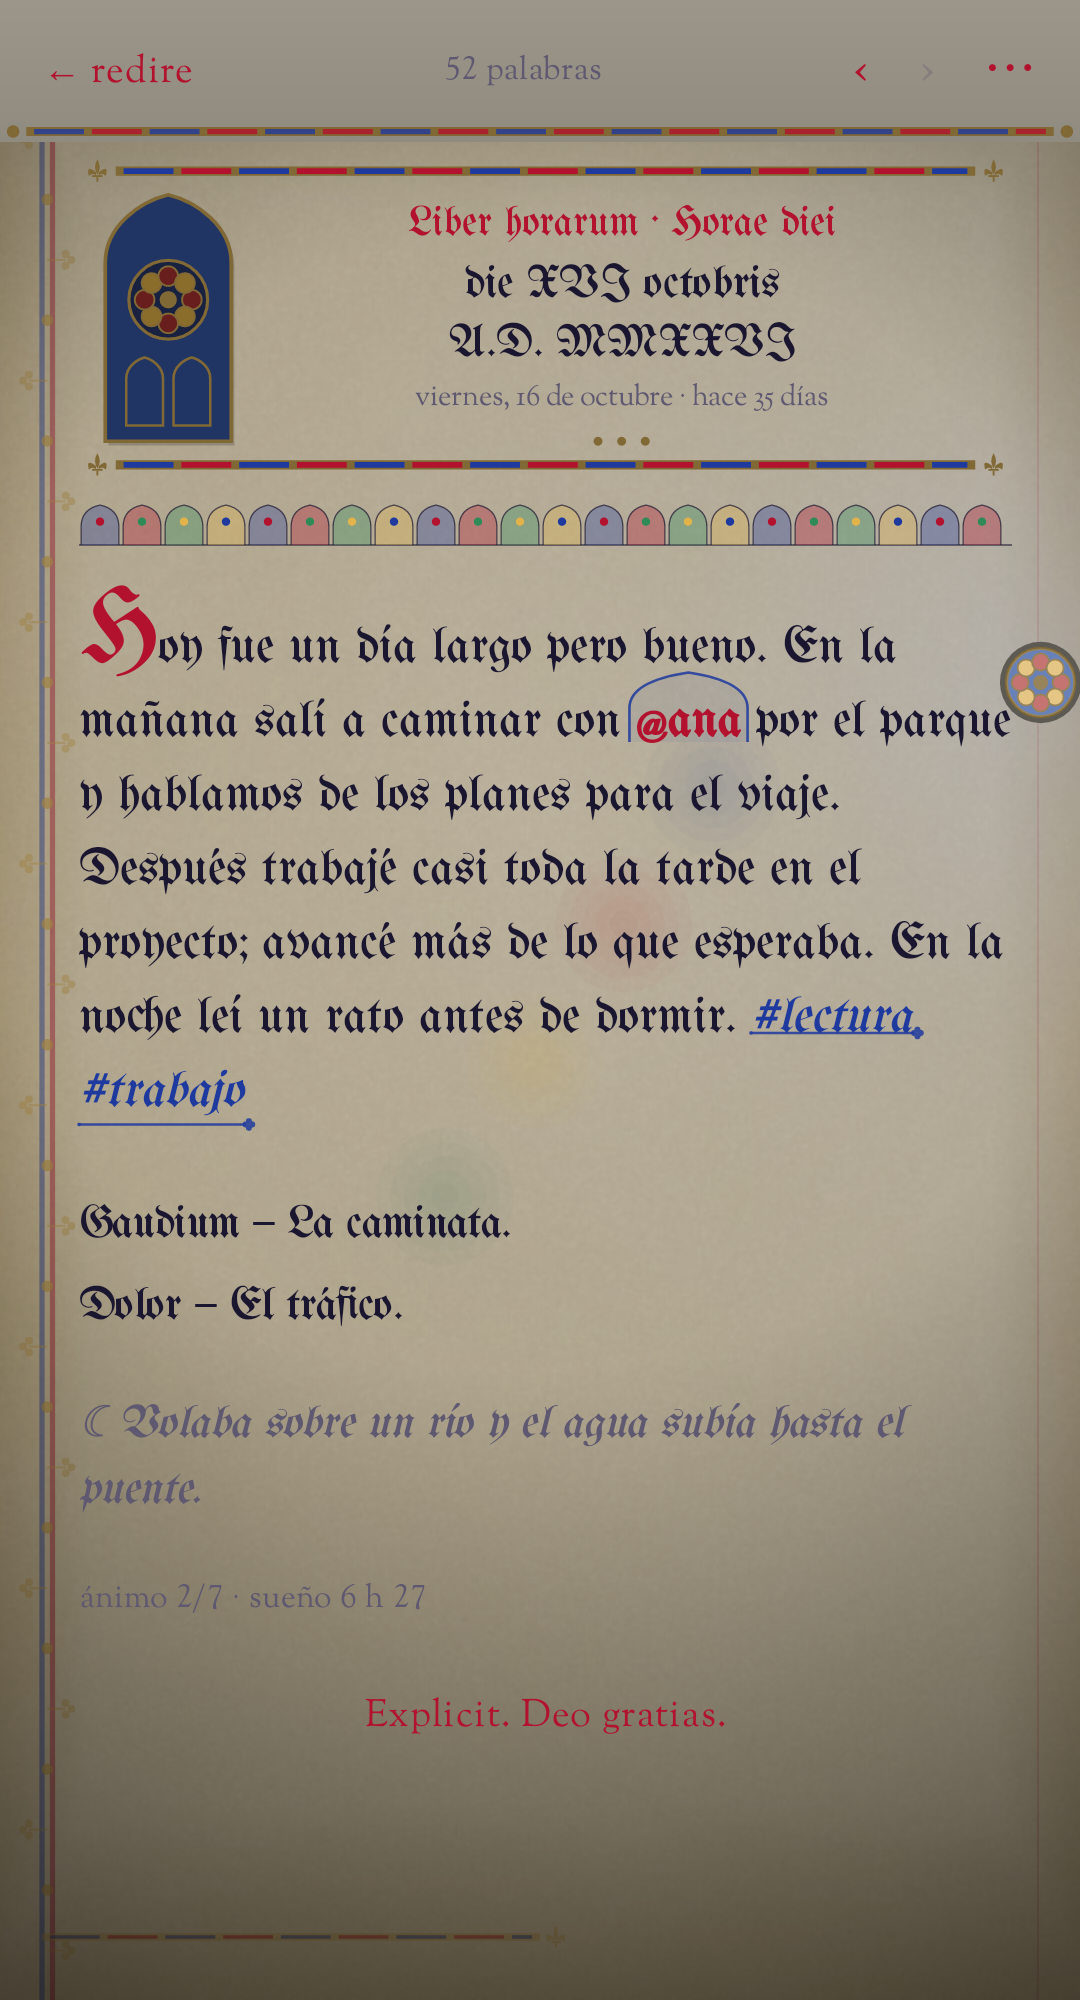 ← redire
52 palabras
Liber horarum · Horae diei
die XVI octobris
A.D. MMXXVI
viernes, 16 de octubre · hace 35 días
Hoy fue un día largo pero bueno. En la
mañana salí a caminar con @ana por el parque
y hablamos de los planes para el viaje.
Después trabajé casi toda la tarde en el
proyecto; avancé más de lo que esperaba. En la
noche leí un rato antes de dormir. #lectura
#trabajo
Gaudium – La caminata.
Dolor – El tráfico.
☾ Volaba sobre un río y el agua subía hasta el
puente.
ánimo 2/7 · sueño 6 h 27
Explicit. Deo gratias.